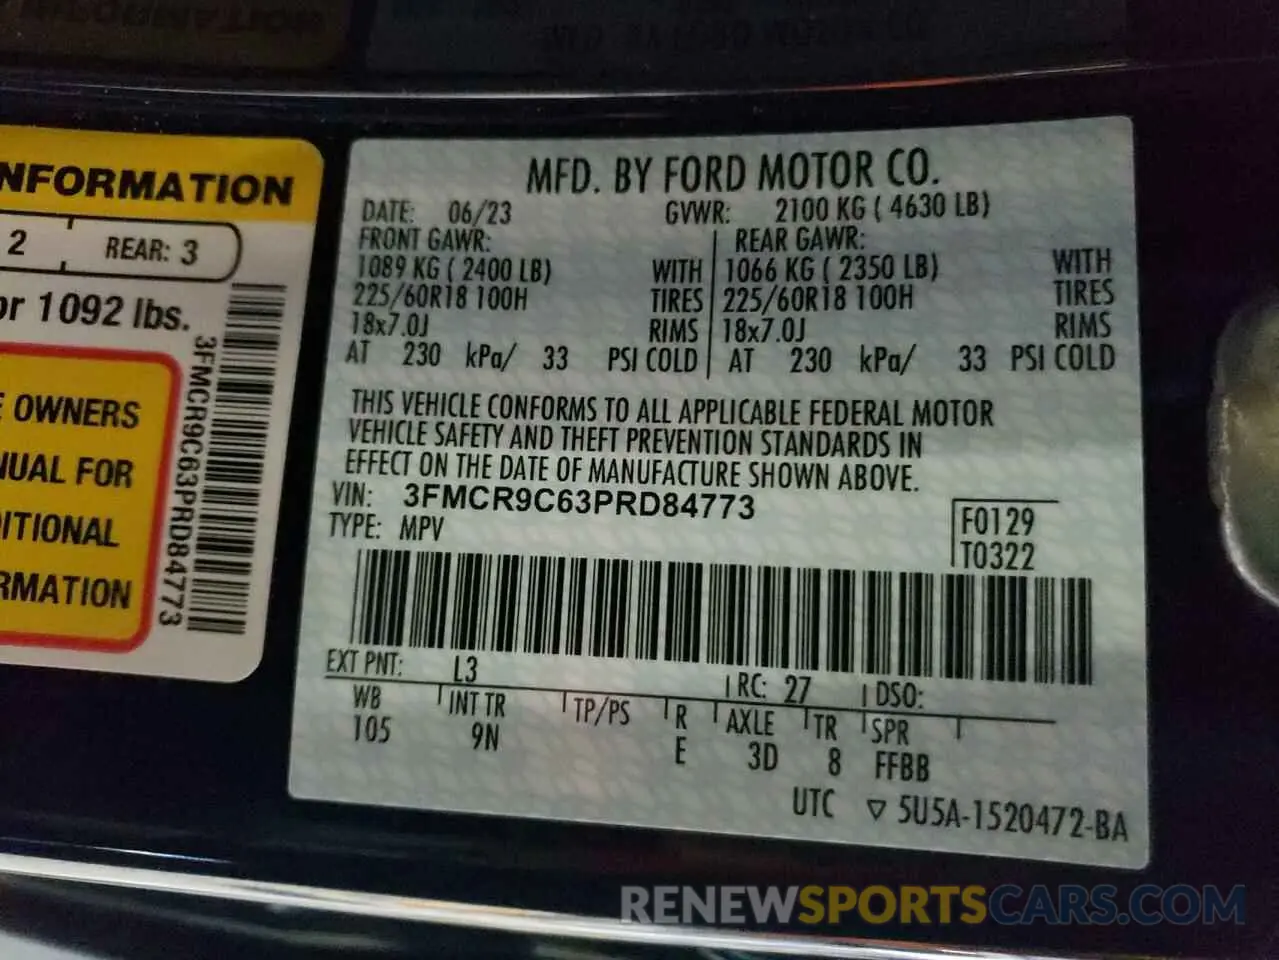 NFORMATION
2 REAR: 3
or 1092 lbs.
E OWNERS
NUAL FOR
DITIONAL
RMATION
3FMCR9C63PRD84773
MFD. BY FORD MOTOR CO.
DATE: 06/23 GVWR: 2100 KG ( 4630 LB)
FRONT GAWR: REAR GAWR:
1089 KG ( 2400 LB) WITH 1066 KG ( 2350 LB) WITH
225/60R18 100H TIRES 225/60R18 100H TIRES
18x7.0J RIMS 18x7.0J RIMS
AT 230 kPa/ 33 PSI COLD AT 230 kPa/ 33 PSI COLD
THIS VEHICLE CONFORMS TO ALL APPLICABLE FEDERAL MOTOR
VEHICLE SAFETY AND THEFT PREVENTION STANDARDS IN
EFFECT ON THE DATE OF MANUFACTURE SHOWN ABOVE.
VIN: 3FMCR9C63PRD84773
TYPE: MPV
F0129
T0322
EXT PNT: L3 RC: 27 DSO:
WB INT TR TP/PS R AXLE TR SPR
105 9N E 3D 8 FFBB
UTC ▽ 5U5A-1520472-BA
RENEWSPORTSCARS.COM